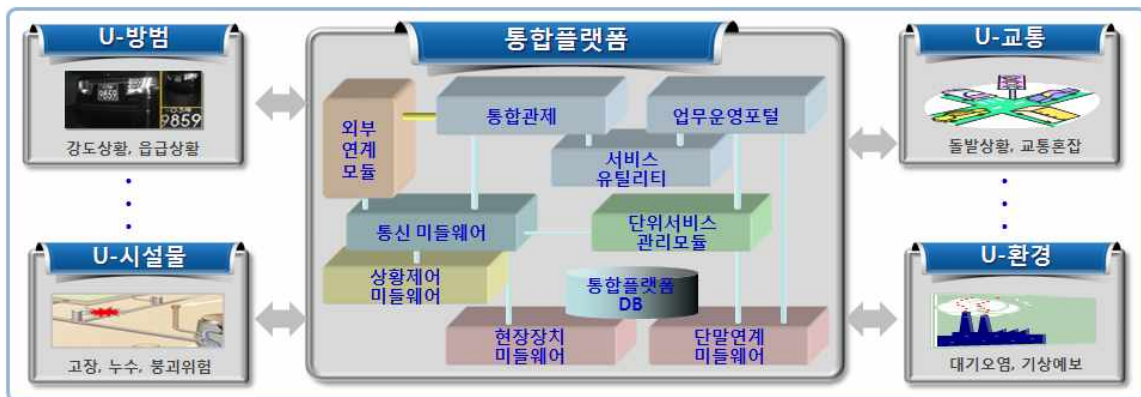 U-방범
9859
9859
강도상황, 읍급상황
U-시설물
고장, 누수, 붕괴위험
통합플랫폼
외부
연계
모듈
통합관제
업무운영포털
서비스
유틸리티
통신 미들웨어
단위서비스
관리모듈
상황제어
미들웨어
통합플랫폼
DB
현장장치
미들웨어
단말연계
미들웨어
U-교통
돌발상황, 교통혼잡
U-환경
대기오염, 기상예보